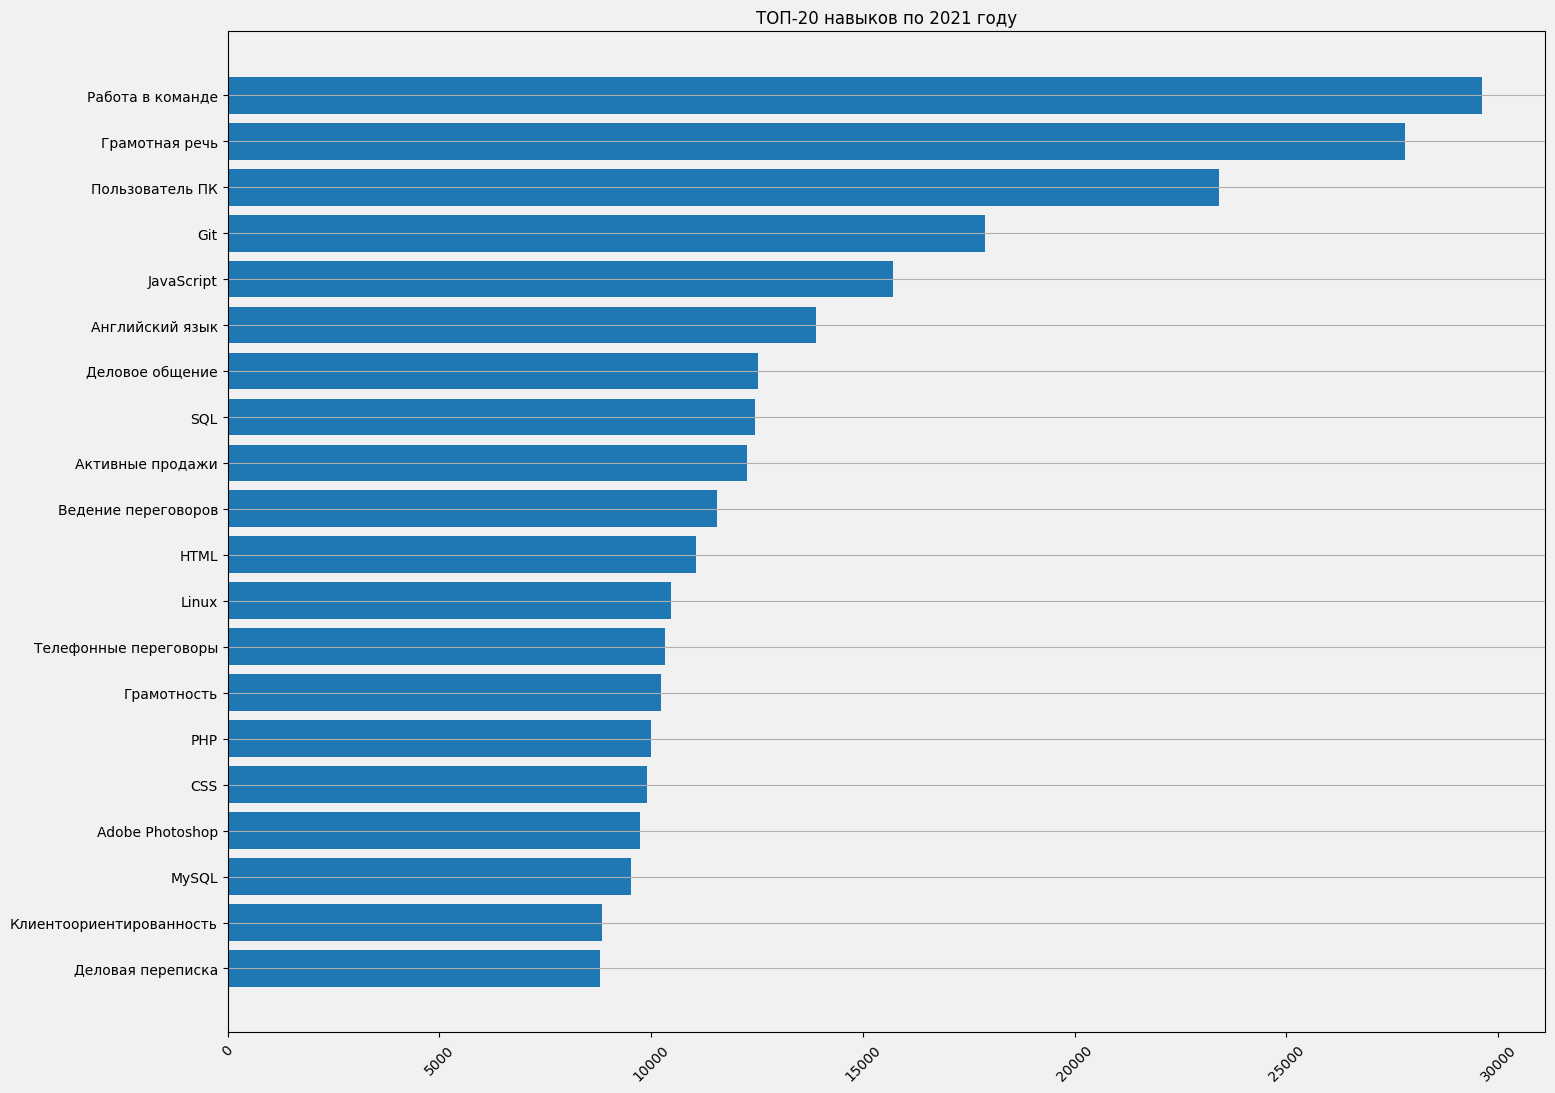 ТОП-20 навыков по 2021 году
Работа в команде
Грамотная речь
Пользователь ПК
Git
JavaScript
Английский язык
Деловое общение
SQL
Активные продажи
Ведение переговоров
HTML
Linux
Телефонные переговоры
Грамотность
PHP
CSS
Adobe Photoshop
MySQL
Клиентоориентированность
Деловая переписка
0
5000
10000
15000
20000
25000
30000